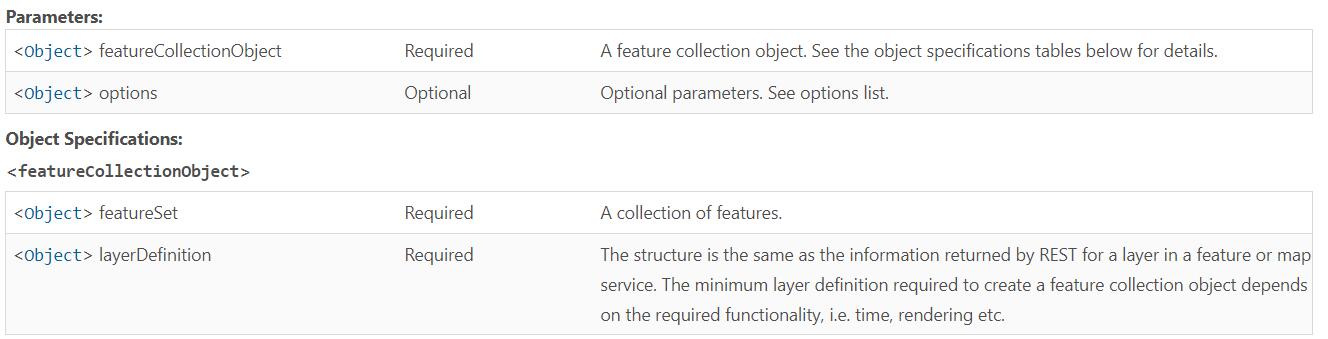 Parameters:
<Object> featureCollectionObject Required A feature collection object. See the object specifications tables below for details.
<Object> options Optional Optional parameters. See options list.
Object Specifications:
<featureCollectionObject>
<Object> featureSet Required A collection of features.
<Object> layerDefinition Required The structure is the same as the information returned by REST for a layer in a feature or map
service. The minimum layer definition required to create a feature collection object depends
on the required functionality, i.e. time, rendering etc.